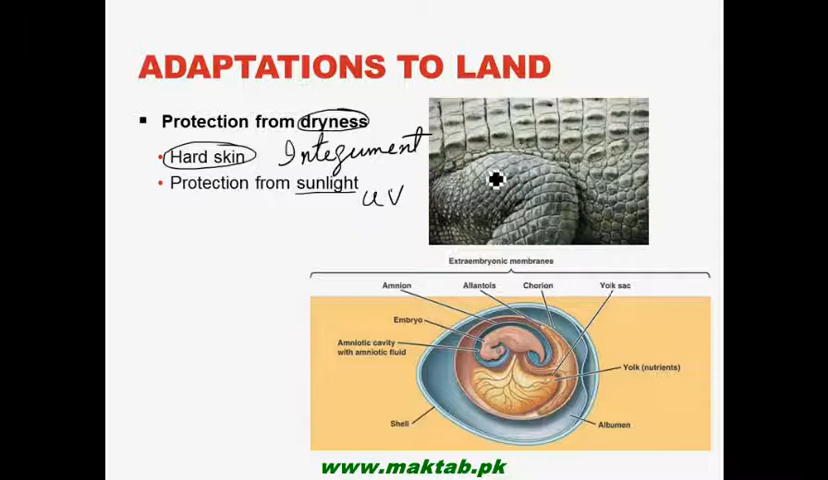 ADAPTATIONS TO LAND
Protection from dryness
Hard skin Integument
Protection from sunlight
UV
Extraembryonic membranes
Amnion Allantois Chorion Yolk sac
Embryo
Amniotic cavity
with amniotic fluid
Yolk (nutrients)
Shell
Albumen
www.maktab.pk